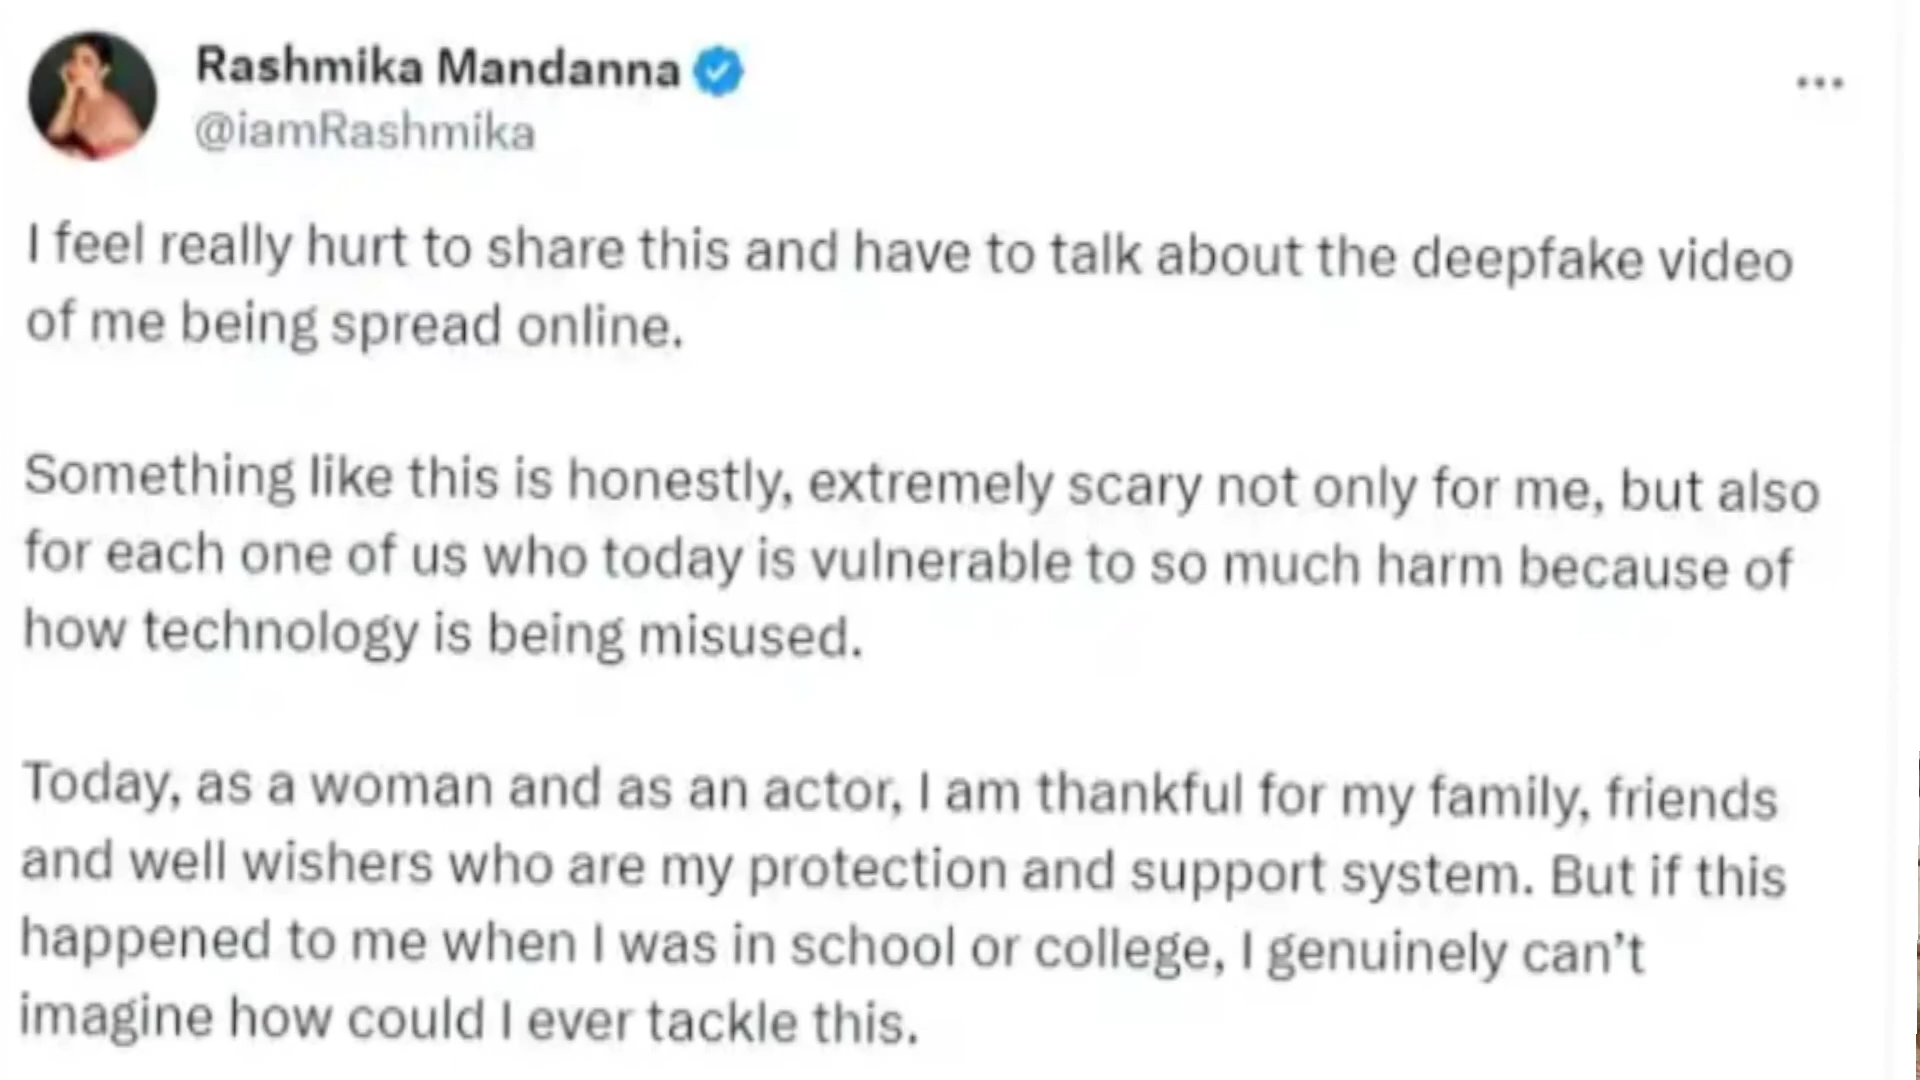 Rashmika Mandanna
@iamRashmika
I feel really hurt to share this and have to talk about the deepfake video
of me being spread online.
Something like this is honestly, extremely scary not only for me, but also
for each one of us who today is vulnerable to so much harm because of
how technology is being misused.
Today, as a woman and as an actor, I am thankful for my family, friends
and well wishers who are my protection and support system. But if this
happened to me when I was in school or college, I genuinely can’t
imagine how could I ever tackle this.